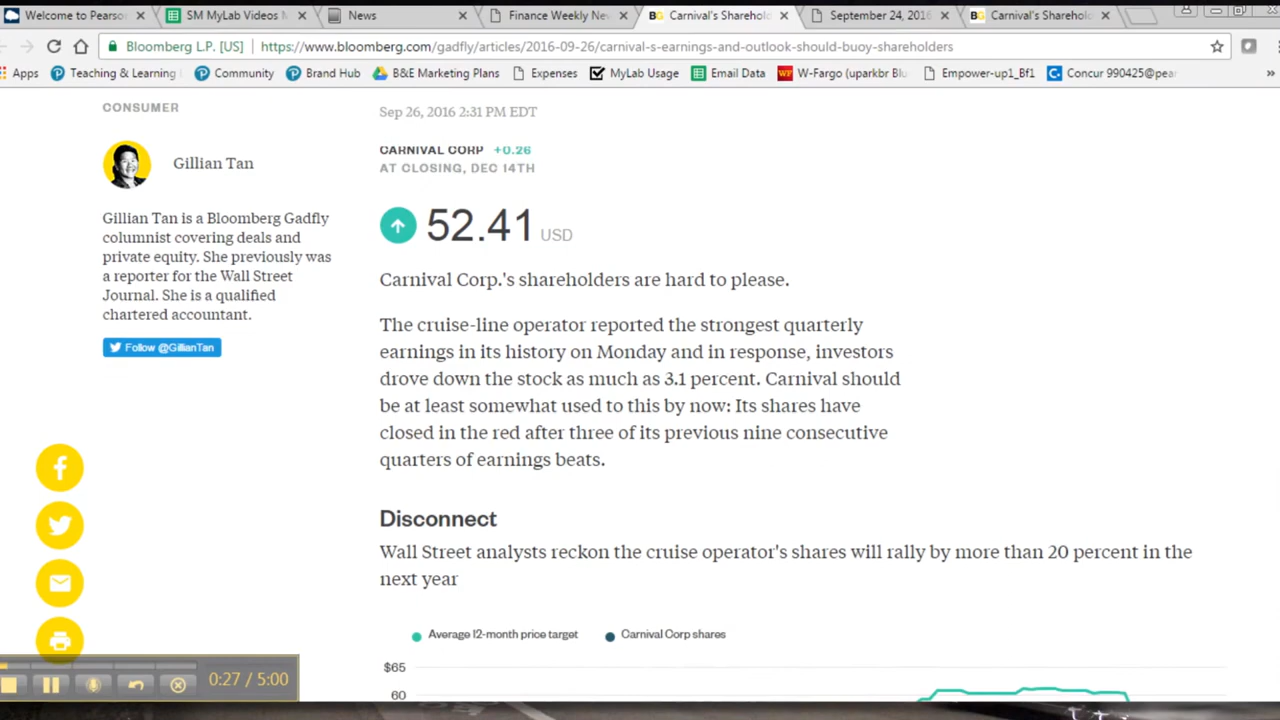 Welcome to Pearso
SM MyLab Videos
News
Finance Weekly Ne
Carnival's Sharehol
September 24, 2016
Carnival's Sharehol
Bloomberg L.P. [US]
https://www.bloomberg.com/gadfly/articles/2016-09-26/carnival-s-earnings-and-outlook-should-buoy-shareholders
Apps
Teaching & Learning
Community
Brand Hub
B&E Marketing Plans
Expenses
MyLab Usage
Email Data
W-Fargo (uparkbr Blu
Empower-up1_Bf1
Concur 990425@pear
»
CONSUMER
Gillian Tan
Gillian Tan is a Bloomberg Gadfly
columnist covering deals and
private equity. She previously was
a reporter for the Wall Street
Journal. She is a qualified
chartered accountant.
Follow @GillianTan
Sep 26, 2016 2:31 PM EDT
CARNIVAL CORP +0.26
AT CLOSING, DEC 14TH
52.41 USD
Carnival Corp.'s shareholders are hard to please.
The cruise-line operator reported the strongest quarterly
earnings in its history on Monday and in response, investors
drove down the stock as much as 3.1 percent. Carnival should
be at least somewhat used to this by now: Its shares have
closed in the red after three of its previous nine consecutive
quarters of earnings beats.
Disconnect
Wall Street analysts reckon the cruise operator's shares will rally by more than 20 percent in the
next year
Average 12-month price target
Carnival Corp shares
$65
60
0:27 / 5:00